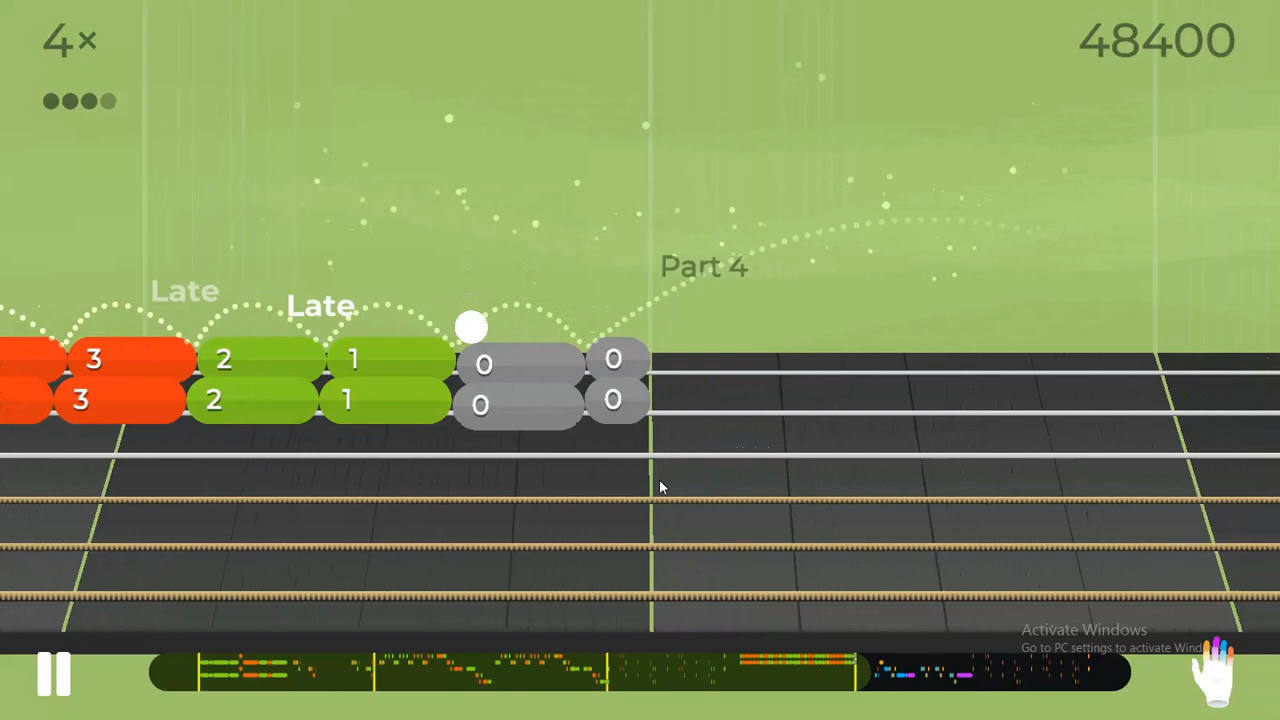 4×
48400
Part 4
Late
Late
3 2 1 0 0
3 2 1 0 0
Activate Windows
Go to PC settings to activate Wind